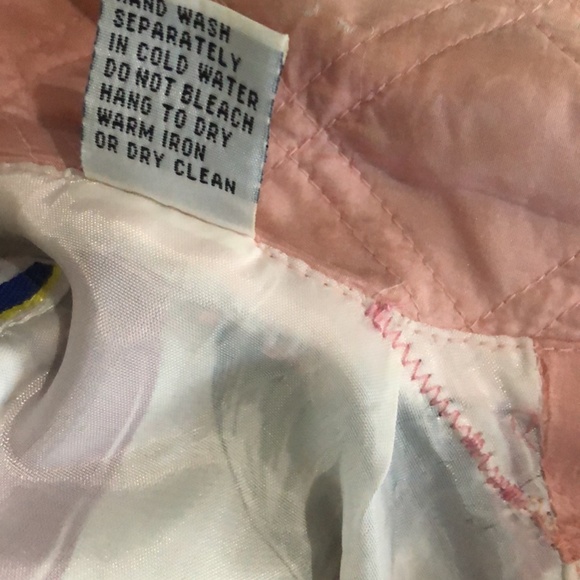 HAND WASH
SEPARATELY
IN COLD WATER
DO NOT BLEACH
HANG TO DRY
WARM IRON
OR DRY CLEAN